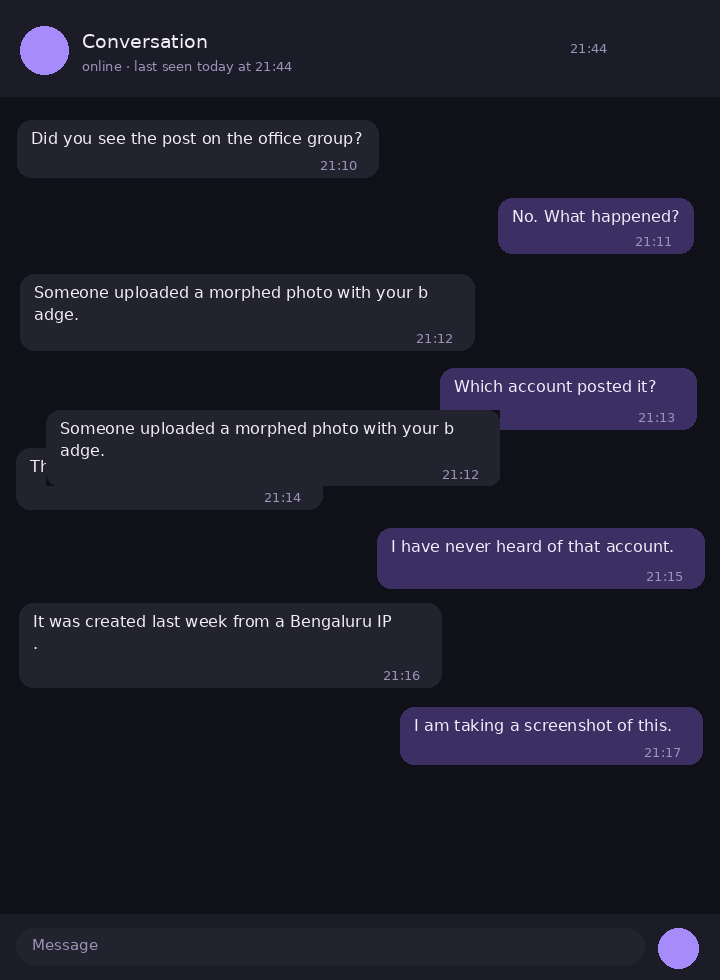 Conversation
online · last seen today at 21:44
21:44
Did you see the post on the office group?
21:10
No. What happened?
21:11
Someone uploaded a morphed photo with your b
adge.
21:12
Which account posted it?
21:13
Someone uploaded a morphed photo with your b
adge.
21:12
21:14
I have never heard of that account.
21:15
It was created last week from a Bengaluru IP
.
21:16
I am taking a screenshot of this.
21:17
Message